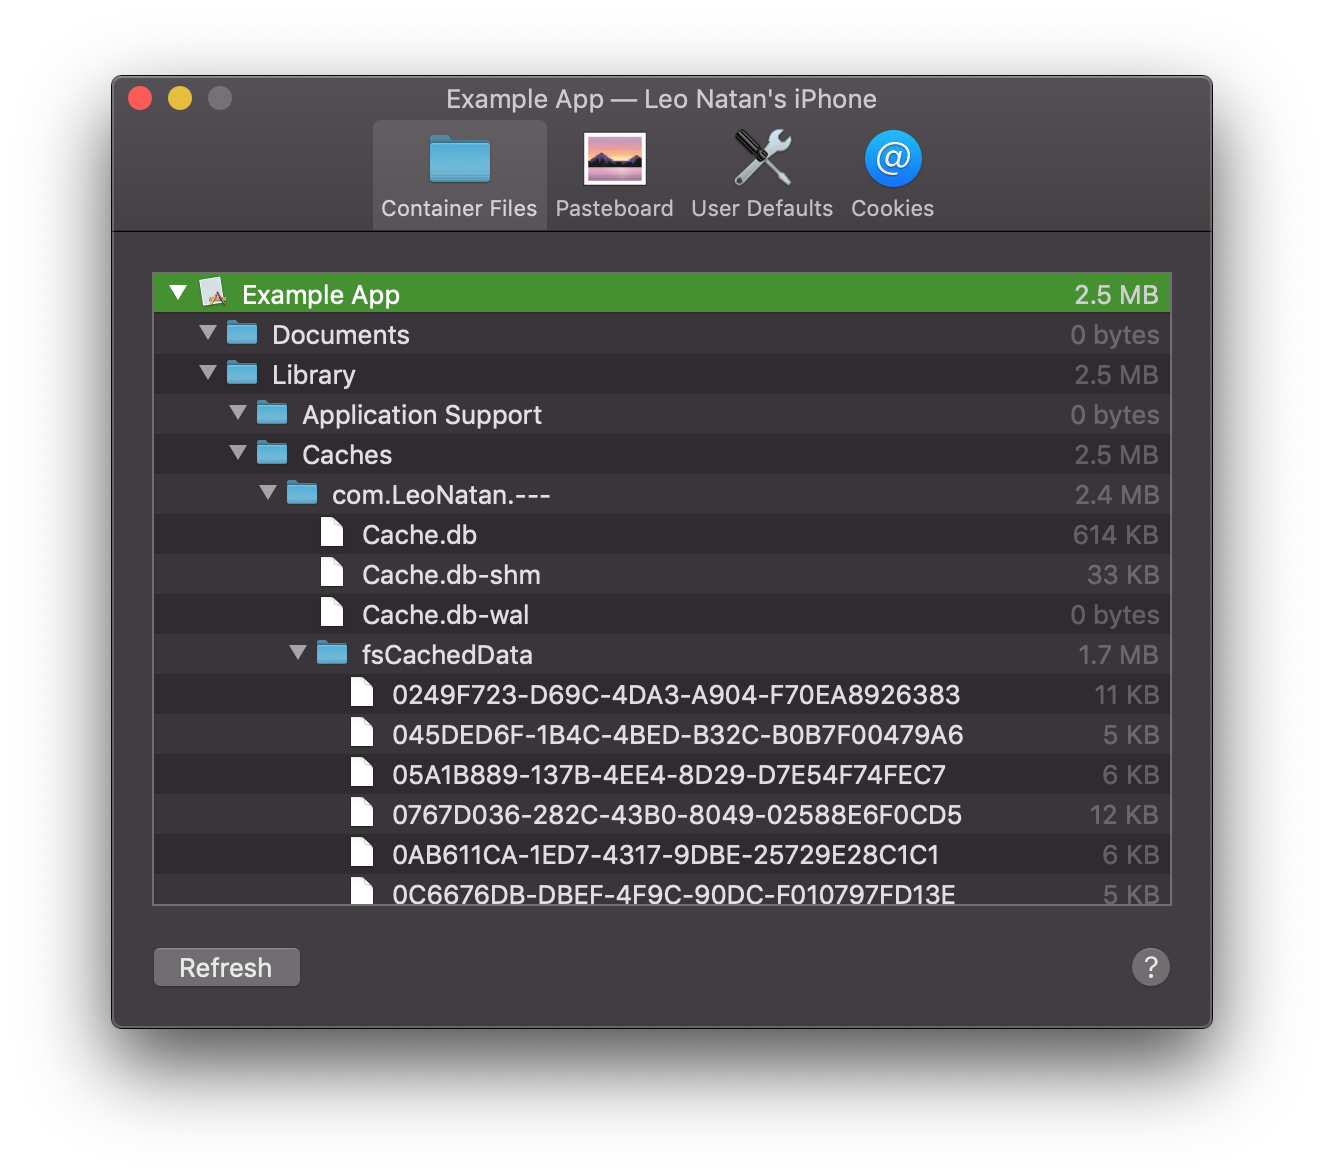 Example App — Leo Natan's iPhone
Container Files Pasteboard User Defaults Cookies
Example App 2.5 MB
Documents 0 bytes
Library 2.5 MB
Application Support 0 bytes
Caches 2.5 MB
com.LeoNatan.--- 2.4 MB
Cache.db 614 KB
Cache.db-shm 33 KB
Cache.db-wal 0 bytes
fsCachedData 1.7 MB
0249F723-D69C-4DA3-A904-F70EA8926383 11 KB
045DED6F-1B4C-4BED-B32C-B0B7F00479A6 5 KB
05A1B889-137B-4EE4-8D29-D7E54F74FEC7 6 KB
0767D036-282C-43B0-8049-02588E6F0CD5 12 KB
0AB611CA-1ED7-4317-9DBE-25729E28C1C1 6 KB
0C6676DB-DBEF-4F9C-90DC-F010797FD13E 5 KB
Refresh ?